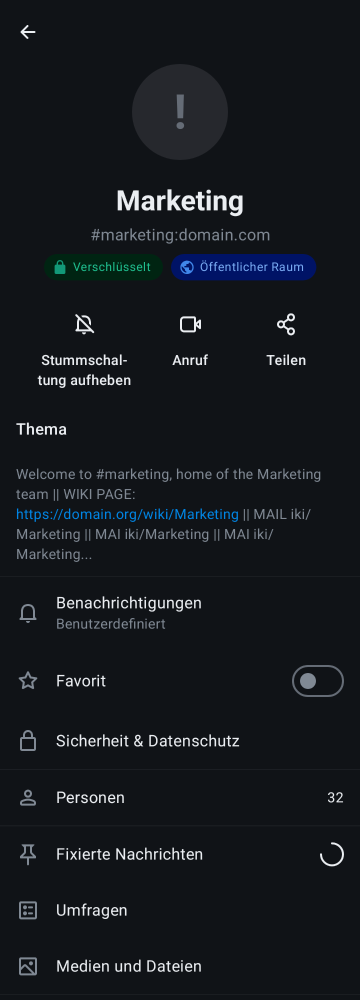 !
Marketing
#marketing:domain.com
Verschlüsselt
Öffentlicher Raum
Stummschal-
tung aufheben
Anruf
Teilen
Thema
Welcome to #marketing, home of the Marketing
team || WIKI PAGE:
https://domain.org/wiki/Marketing || MAIL iki/
Marketing || MAI iki/Marketing || MAI iki/
Marketing...
Benachrichtigungen
Benutzerdefiniert
Favorit
Sicherheit & Datenschutz
Personen 32
Fixierte Nachrichten
Umfragen
Medien und Dateien